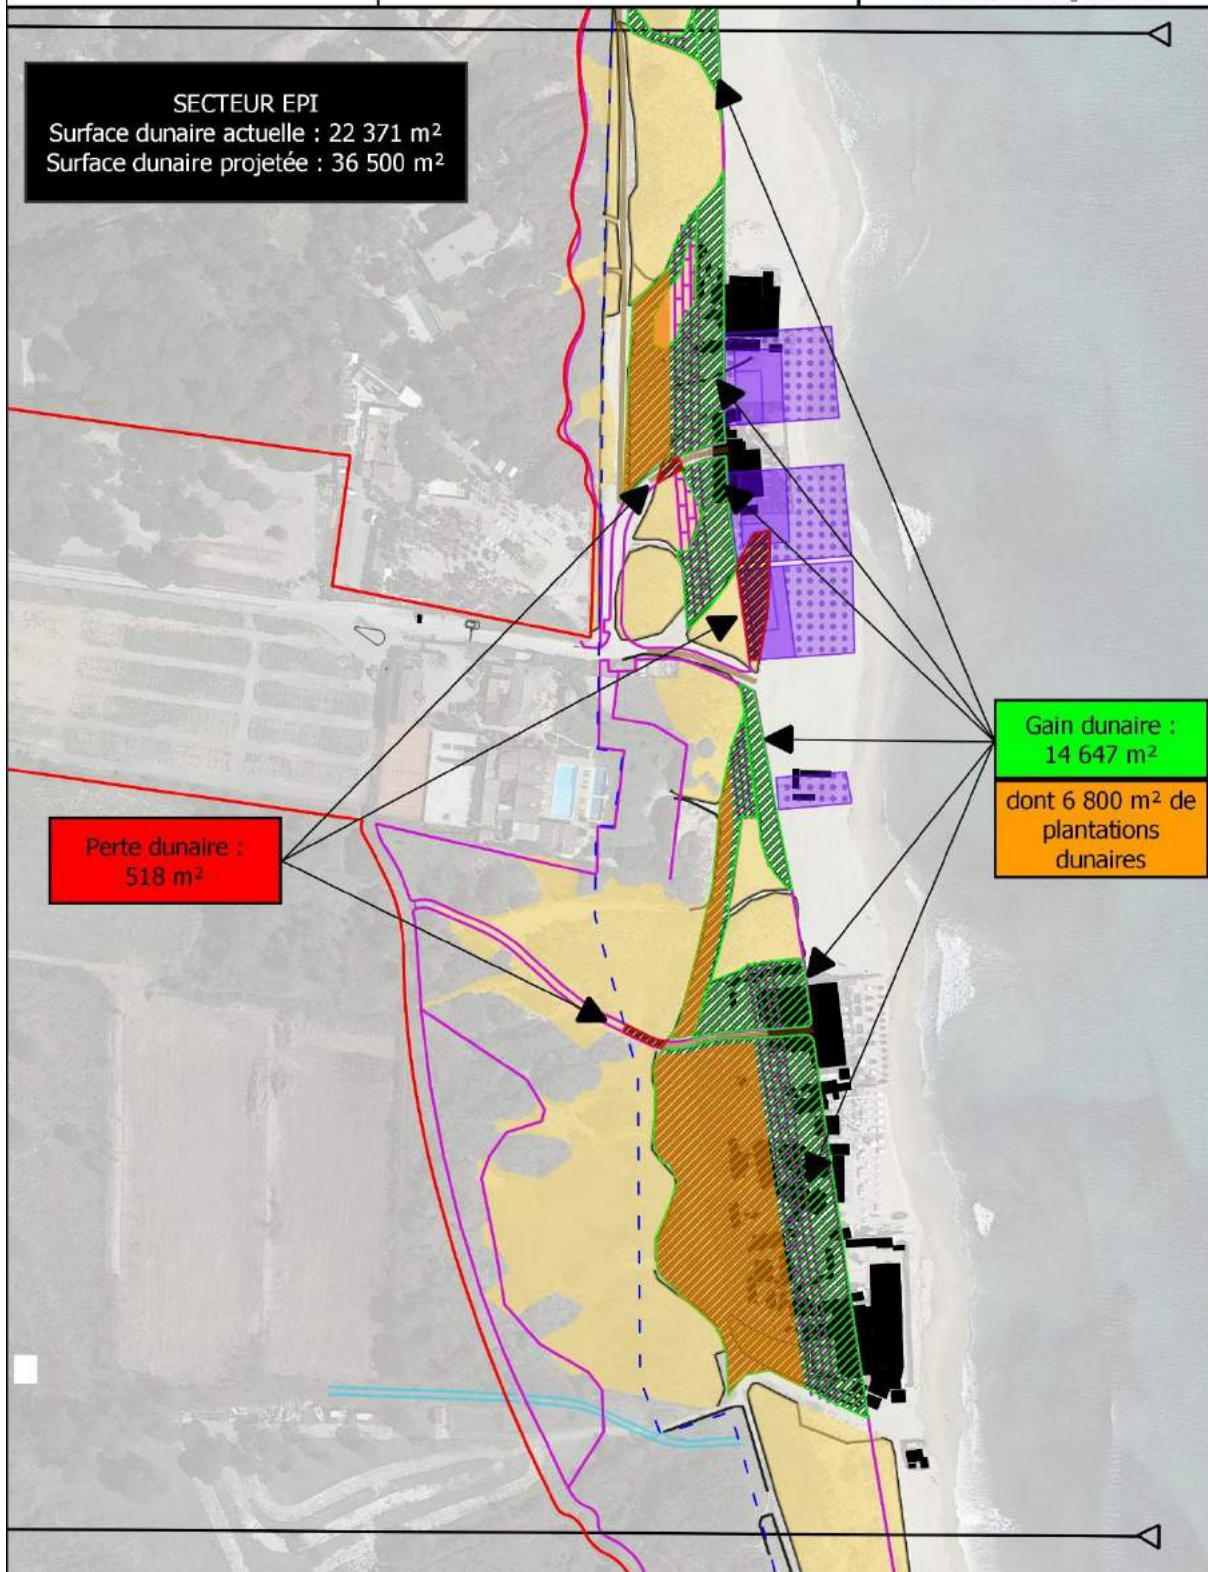 SECTEUR EPI
Surface dunaire actuelle : 22 371 m²
Surface dunaire projetée : 36 500 m²
Gain dunaire :
14 647 m²
dont 6 800 m² de
plantations
dunaires
Perte dunaire :
518 m²